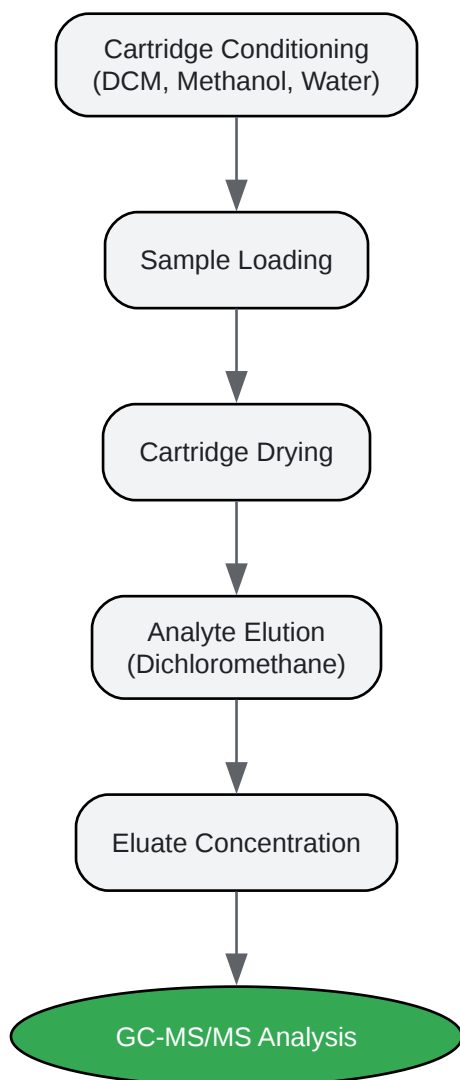 Cartridge Conditioning
(DCM, Methanol, Water)
Sample Loading
Cartridge Drying
Analyte Elution
(Dichloromethane)
Eluate Concentration
GC-MS/MS Analysis